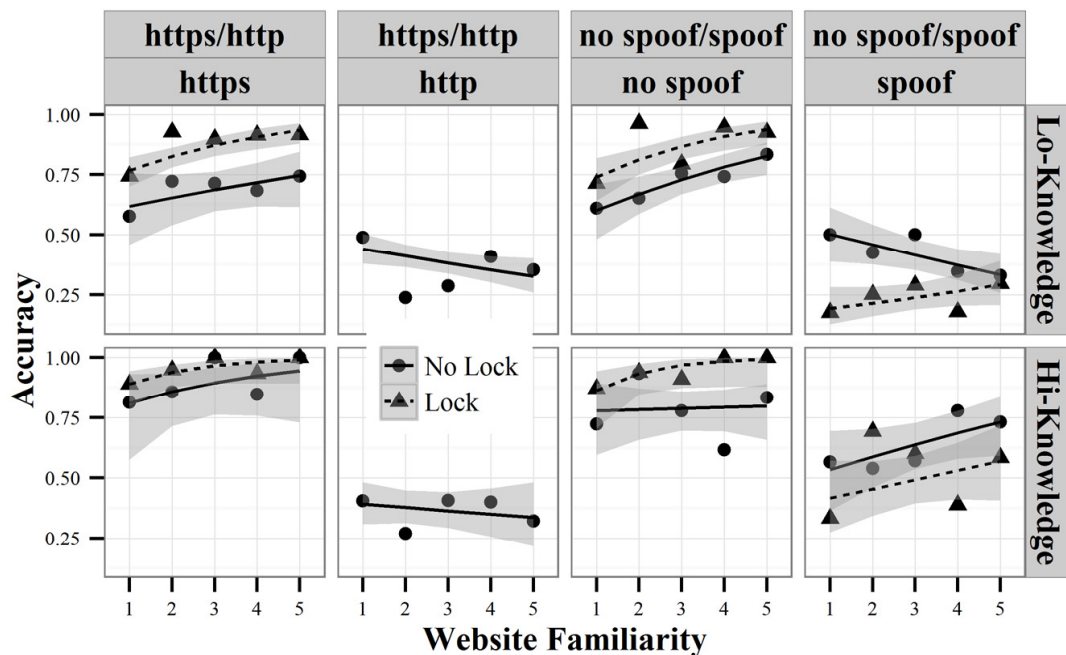 https/http https/http no spoof/spoof no spoof/spoof
https http no spoof spoof
1.00
0.75
0.50
0.25
Lo-Knowledge
Accuracy
1.00
0.75
0.50
0.25
No Lock
Lock
Hi-Knowledge
1 2 3 4 5 1 2 3 4 5 1 2 3 4 5 1 2 3 4 5
Website Familiarity